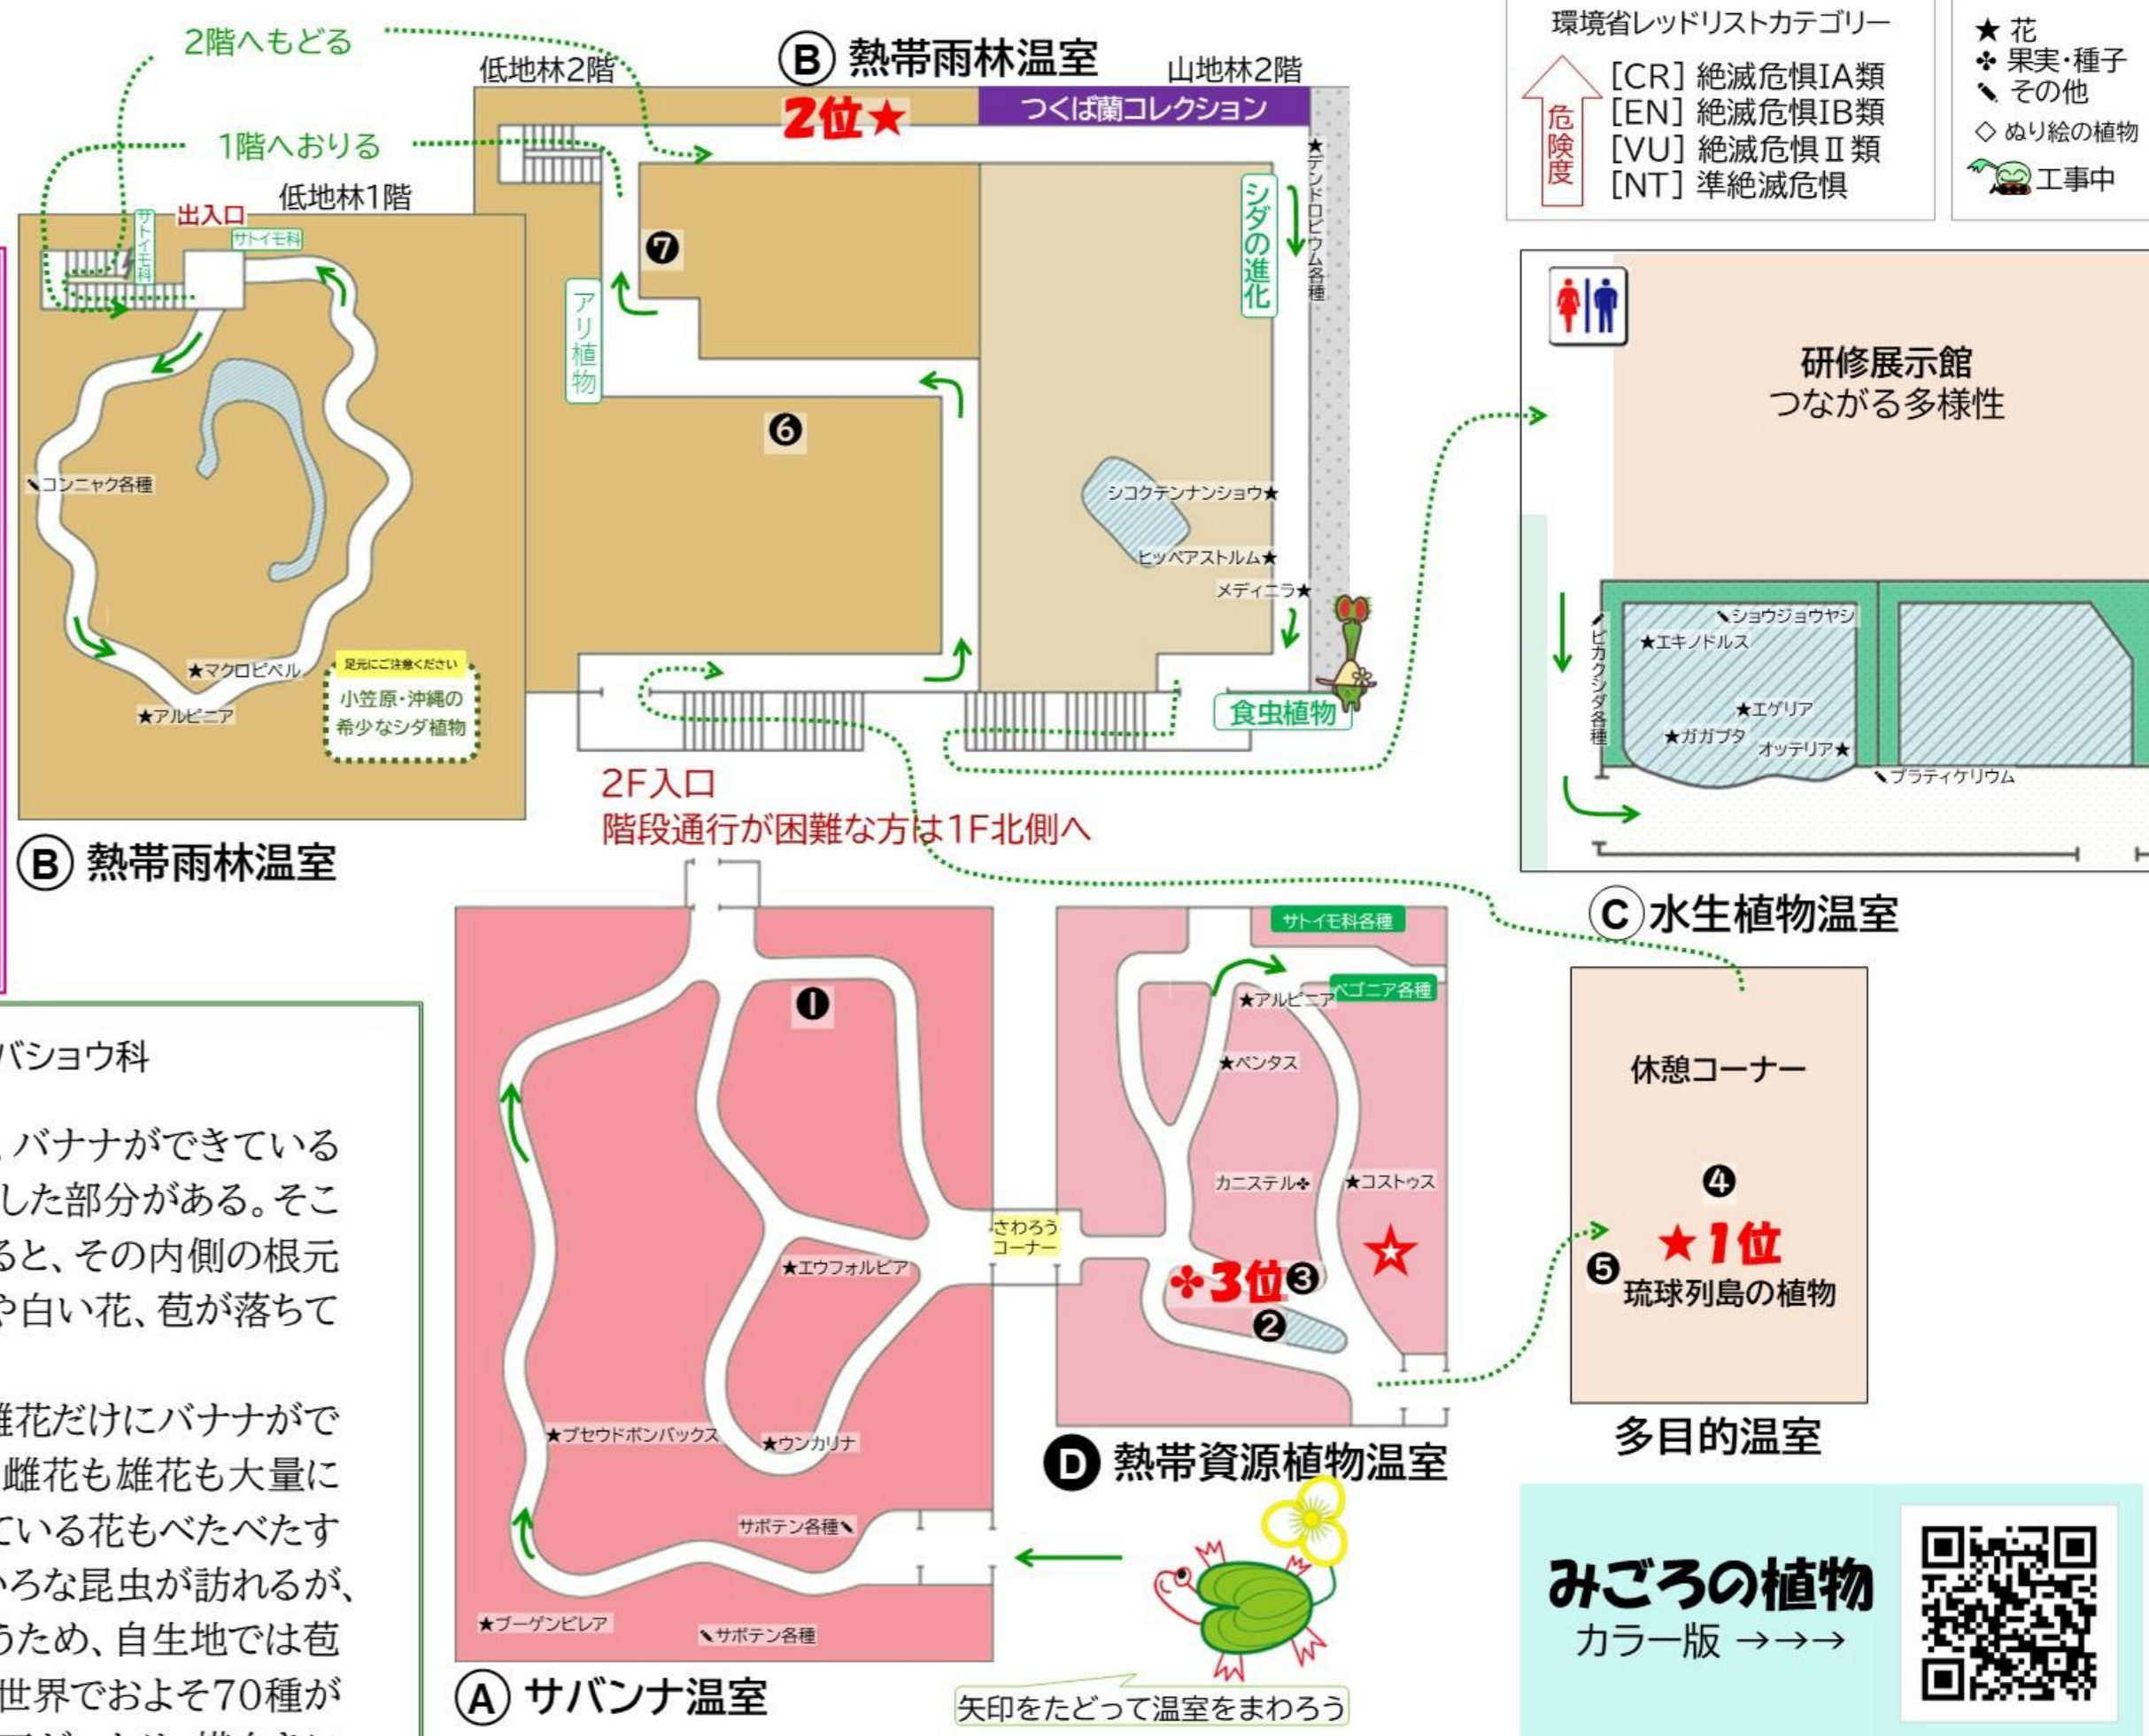 2階へもどる
1階へおりる
低地林2階
Ⓑ 熱帯雨林温室
山地林2階
2位★
つくば蘭コレクション
環境省レッドリストカテゴリー
危険度
[CR] 絶滅危惧IA類
[EN] 絶滅危惧IB類
[VU] 絶滅危惧Ⅱ類
[NT] 準絶滅危惧
★ 花
✤ 果実・種子
✎ その他
◇ ぬり絵の植物
工事中
低地林1階
出入口
サトイモ科
サトイモ科
コンニャク各種
★マクロピペル
★アルピニア
足元にご注意ください
小笠原・沖縄の
希少なシダ植物
Ⓑ 熱帯雨林温室
❼
アリ植物
❻
シダの進化
★デンドロビウム各種
シコクテンナンショウ★
ヒッペアストルム★
メディニラ★
食虫植物
2F入口
階段通行が困難な方は1F北側へ
研修展示館
つながる多様性
ビカクシダ各種
ショウジョウヤシ
★エキノドルス
★エゲリア
★ガガブタ
オッテリア★
プラティケリウム
Ⓒ 水生植物温室
❶
★エウフォルビア
★プセウドボンバックス
★ウンカリナ
サボテン各種
★ブーゲンビレア
サボテン各種
Ⓐ サバンナ温室
さわろう
コーナー
サトイモ科各種
ベゴニア各種
★アルピニア
★ペンタス
カニステル✤
★コストゥス
✤3位❸
❷
D 熱帯資源植物温室
休憩コーナー
❹
★1位
❺
琉球列島の植物
多目的温室
矢印をたどって温室をまわろう
みごろの植物
カラー版 →→→
バショウ科
バナナができている
した部分がある。そこ
ると、その内側の根元
や白い花、苞が落ちて
雌花だけにバナナがで
雌花も雄花も大量に
ている花もべたべたす
いろな昆虫が訪れるが、
うため、自生地では苞
世界でおよそ70種が